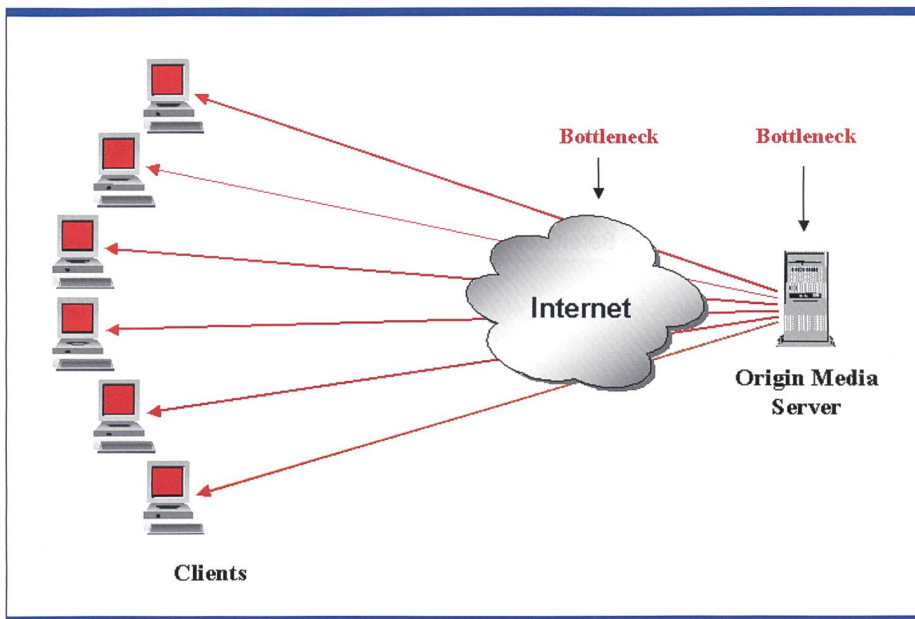 Bottleneck
Bottleneck
Internet
Origin Media
Server
Clients